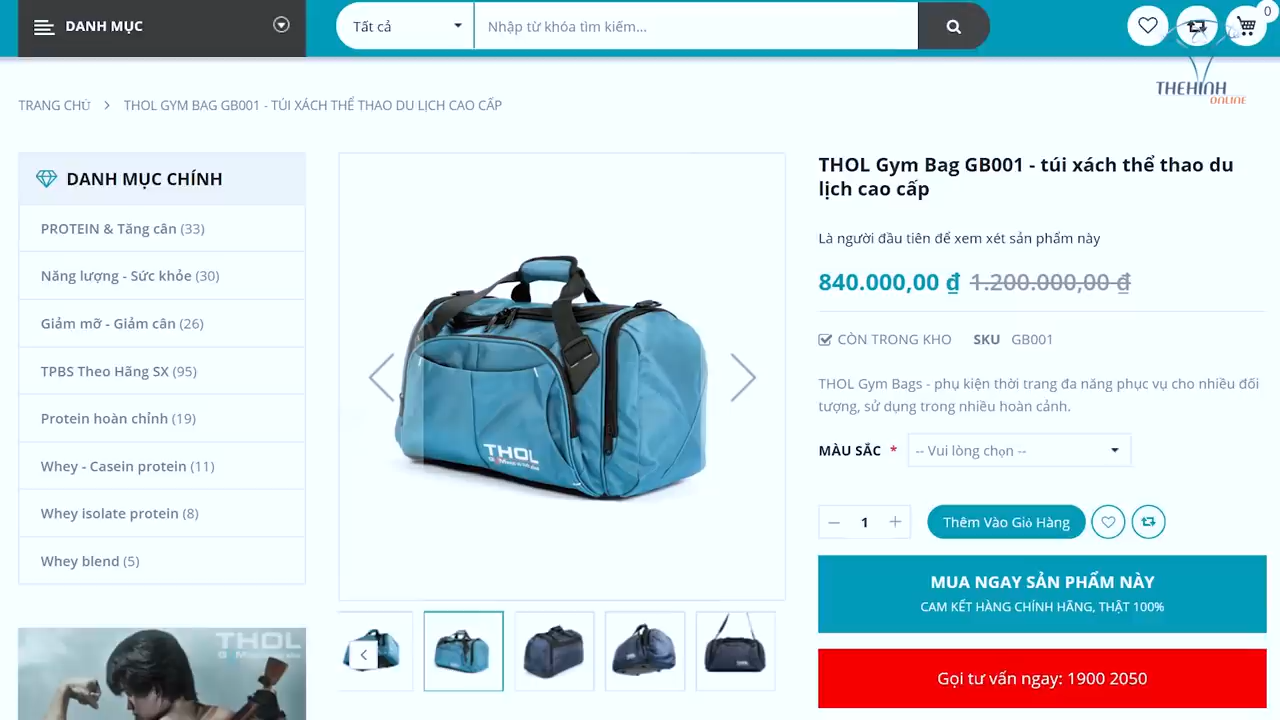 DANH MỤC
Tất cả
Nhập từ khóa tìm kiếm...
0
THEHINH
ONLINE
TRANG CHỦ > THOL GYM BAG GB001 - TÚI XÁCH THỂ THAO DU LỊCH CAO CẤP
DANH MỤC CHÍNH
PROTEIN & Tăng cân (33)
Năng lượng - Sức khỏe (30)
Giảm mỡ - Giảm cân (26)
TPBS Theo Hãng SX (95)
Protein hoàn chỉnh (19)
Whey - Casein protein (11)
Whey isolate protein (8)
Whey blend (5)
THOL
THOL
THOL
THOL Gym Bag GB001 - túi xách thể thao du
lịch cao cấp
Là người đầu tiên để xem xét sản phẩm này
840.000,00 ₫ 1.200.000,00 ₫
CÒN TRONG KHO SKU GB001
THOL Gym Bags - phụ kiện thời trang đa năng phục vụ cho nhiều đối
tượng, sử dụng trong nhiều hoàn cảnh.
MÀU SẮC * -- Vui lòng chọn --
1
Thêm Vào Giỏ Hàng
MUA NGAY SẢN PHẨM NÀY
CAM KẾT HÀNG CHÍNH HÃNG, THẬT 100%
Gọi tư vấn ngay: 1900 2050